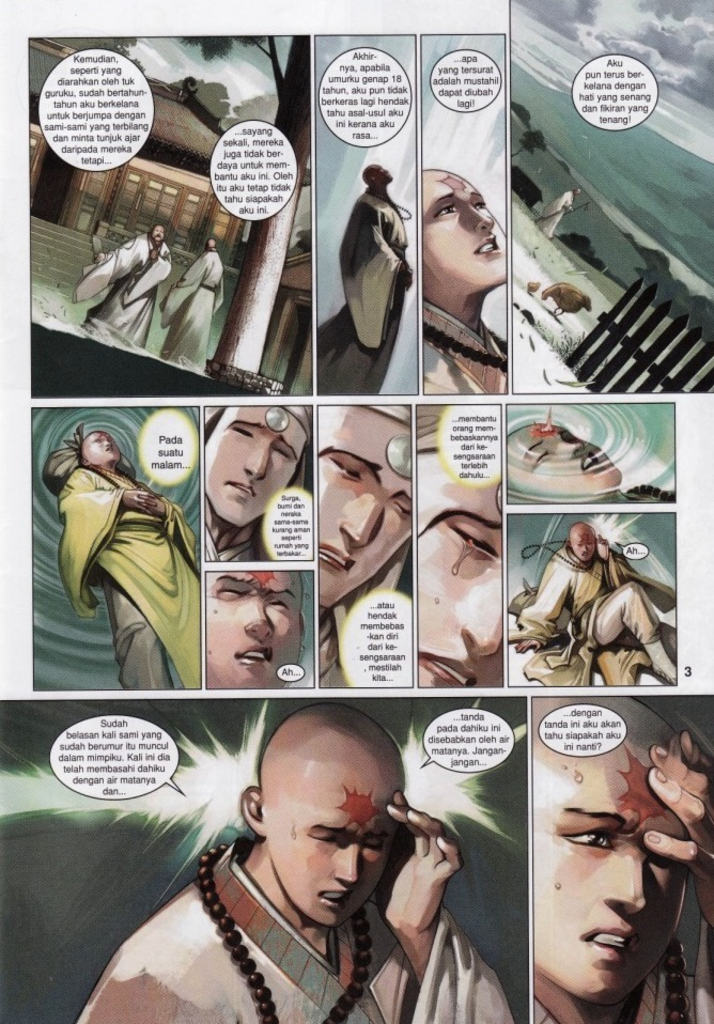 Kemudian,
seperti yang
diarahkan oleh tuk
guruku, sudah bertahun-
tahun aku berkelana
untuk berjumpa dengan
sami-sami yang terbilang
dan minta tunjuk ajar
daripada mereka
tetapi...
...sayang
sekali, mereka
juga tidak ber-
daya untuk mem-
bantu aku ini. Oleh
itu aku tetap tidak
tahu siapakah
aku ini.
Akhir-
nya, apabila
umurku genap 18
tahun, aku pun tidak
berkeras lagi hendak
tahu asal-usul aku
ini kerana aku
rasa...
...apa
yang tersurat
adalah mustahil
dapat diubah
lagi!
Aku
pun terus ber-
kelana dengan
hati yang senang
dan fikiran yang
tenang!
Pada
suatu
malam...
Surga,
bumi dan
neraka
sama-sama
kurang aman
seperti
rumah yang
terbakar...
Ah...
...atau
hendak
membebas
-kan diri
dari ke-
sengsaraan
, mestilah
kita...
...membantu
orang mem-
bebaskannya
dari ke-
sengsaraan
terlebih
dahulu...
Ah...
3
Sudah
belasan kali sami yang
sudah berumur itu muncul
dalam mimpiku. Kali ini dia
telah membasahi dahiku
dengan air matanya
dan...
...tanda
pada dahiku ini
disebabkan oleh air
matanya. Jangan-
jangan...
...dengan
tanda ini aku akan
tahu siapakah aku
ini nanti?